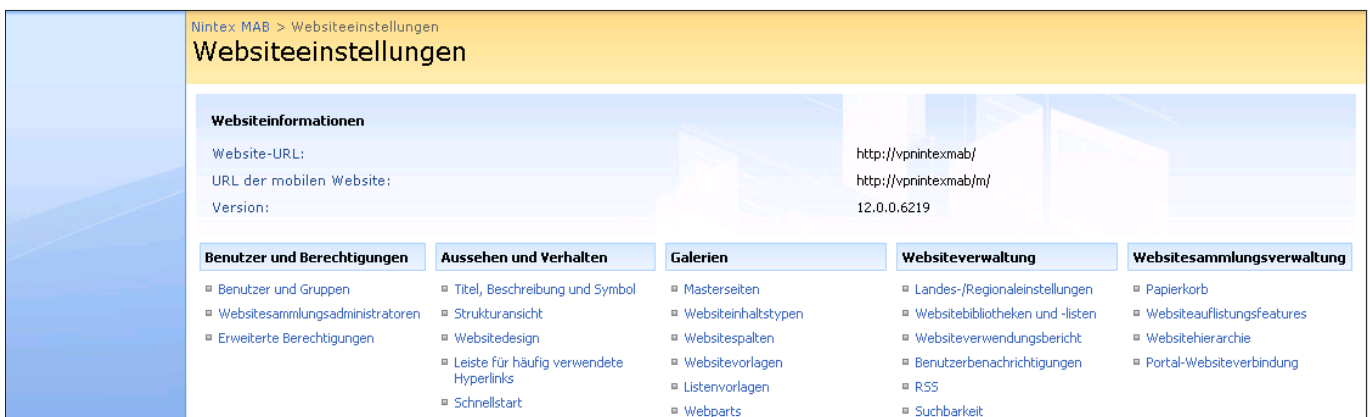 Nintex MAB > Websiteeinstellungen
Websiteeinstellungen
Websiteinformationen
Website-URL: http://vpnintexmab/
URL der mobilen Website: http://vpnintexmab/m/
Version: 12.0.0.6219
Benutzer und Berechtigungen
Benutzer und Gruppen
Websitesammlungsadministratoren
Erweiterte Berechtigungen
Aussehen und Verhalten
Titel, Beschreibung und Symbol
Strukturansicht
Websitedesign
Leiste für häufig verwendete
Hyperlinks
Schnellstart
Galerien
Masterseiten
Websiteinhaltstypen
Websitespalten
Websitevorlagen
Listenvorlagen
Webparts
Websiteverwaltung
Landes-/Regionaleinstellungen
Websitebibliotheken und -listen
Websiteverwendungsbericht
Benutzerbenachrichtigungen
RSS
Suchbarkeit
Websitesammlungsverwaltung
Papierkorb
Websiteauflistungsfeatures
Websitehierarchie
Portal-Websiteverbindung